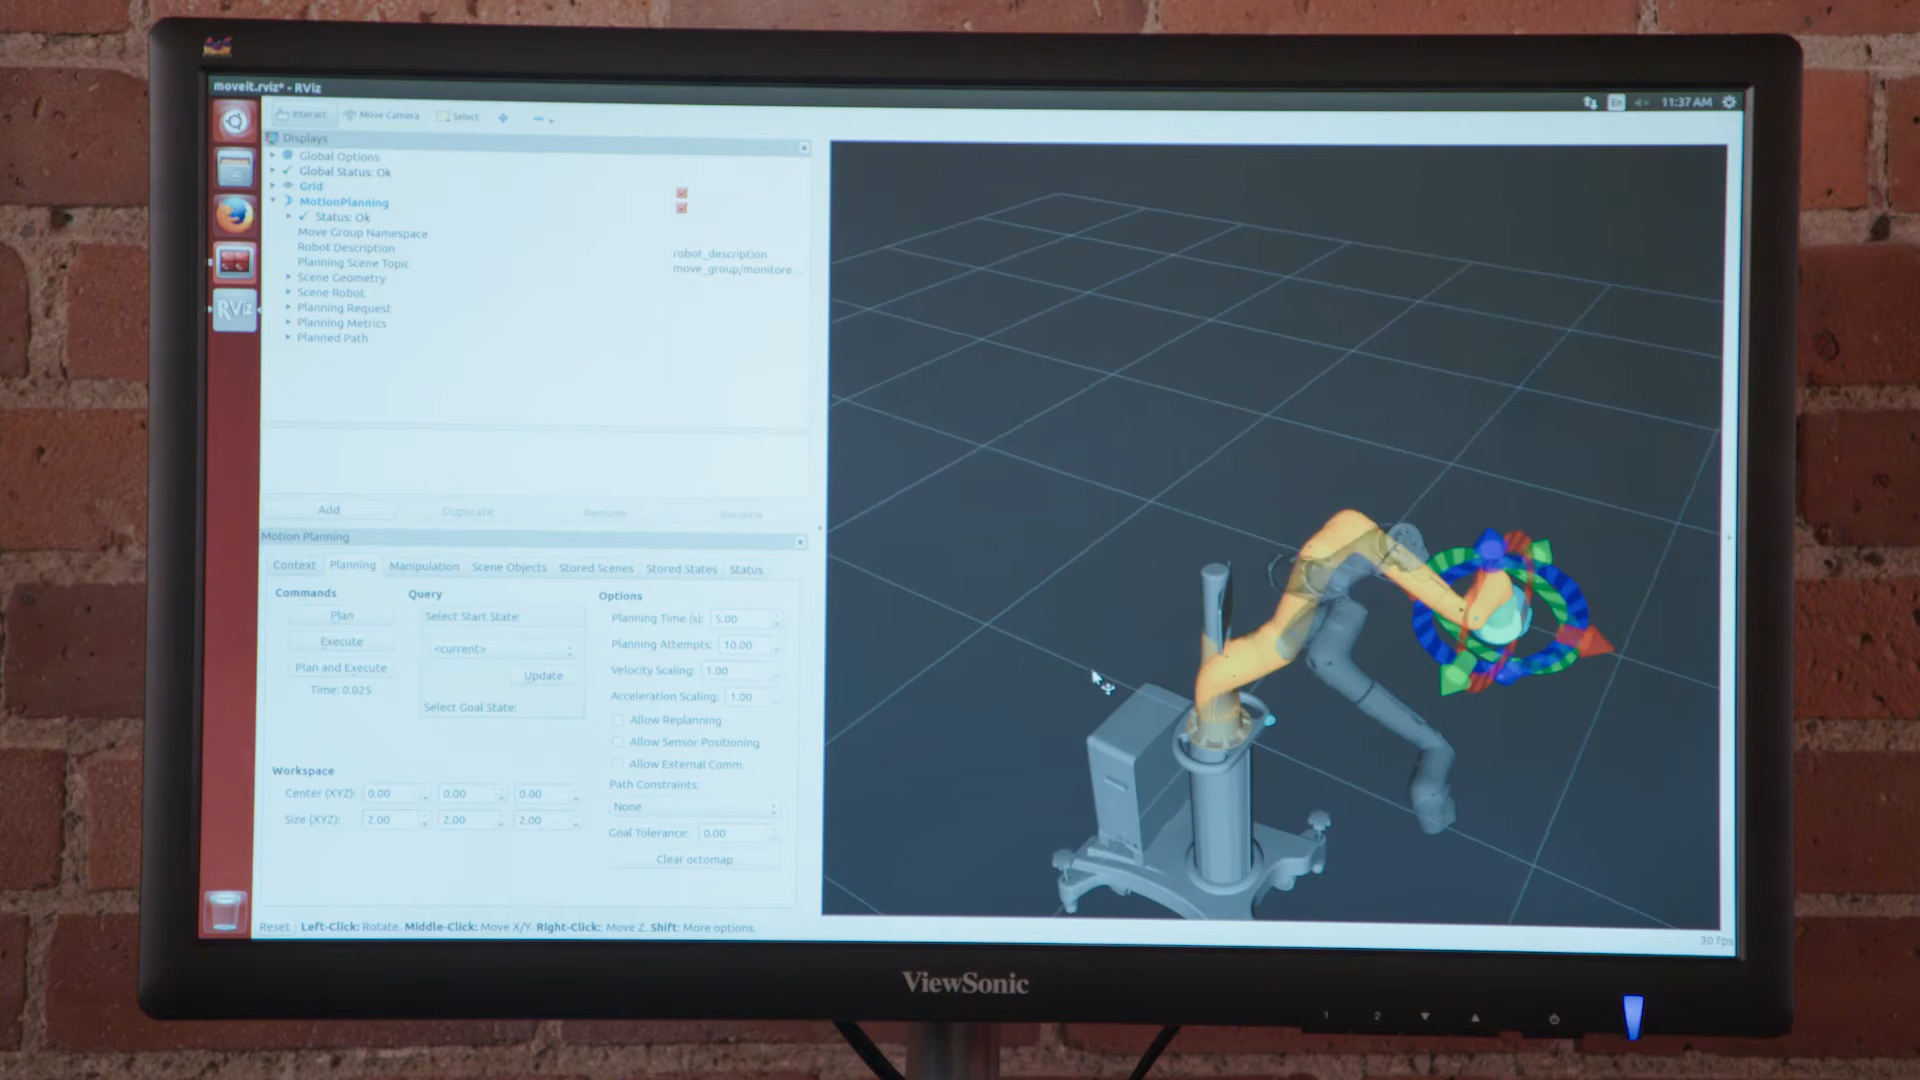 moveit.rviz* - RViz
En
11:37 AM
Interact
Move Camera
Select
Displays
Global Options
Global Status: Ok
Grid
MotionPlanning
Status: Ok
Move Group Namespace
Robot Description robot_description
Planning Scene Topic move_group/monitore...
Scene Geometry
Scene Robot
Planning Request
Planning Metrics
Planned Path
RViz
Add Duplicate Remove Rename
Motion Planning
Context Planning Manipulation Scene Objects Stored Scenes Stored States Status
Commands
Plan
Execute
Plan and Execute
Time: 0.025
Query
Select Start State:
<current>
Update
Select Goal State:
Options
Planning Time (s): 5.00
Planning Attempts: 10.00
Velocity Scaling: 1.00
Acceleration Scaling: 1.00
Allow Replanning
Allow Sensor Positioning
Allow External Comm.
Path Constraints:
None
Goal Tolerance: 0.00
Clear octomap
Workspace
Center (XYZ): 0.00 0.00 0.00
Size (XYZ): 2.00 2.00 2.00
Reset Left-Click: Rotate. Middle-Click: Move X/Y. Right-Click:: Move Z. Shift: More options.
30 fps
ViewSonic
1 2